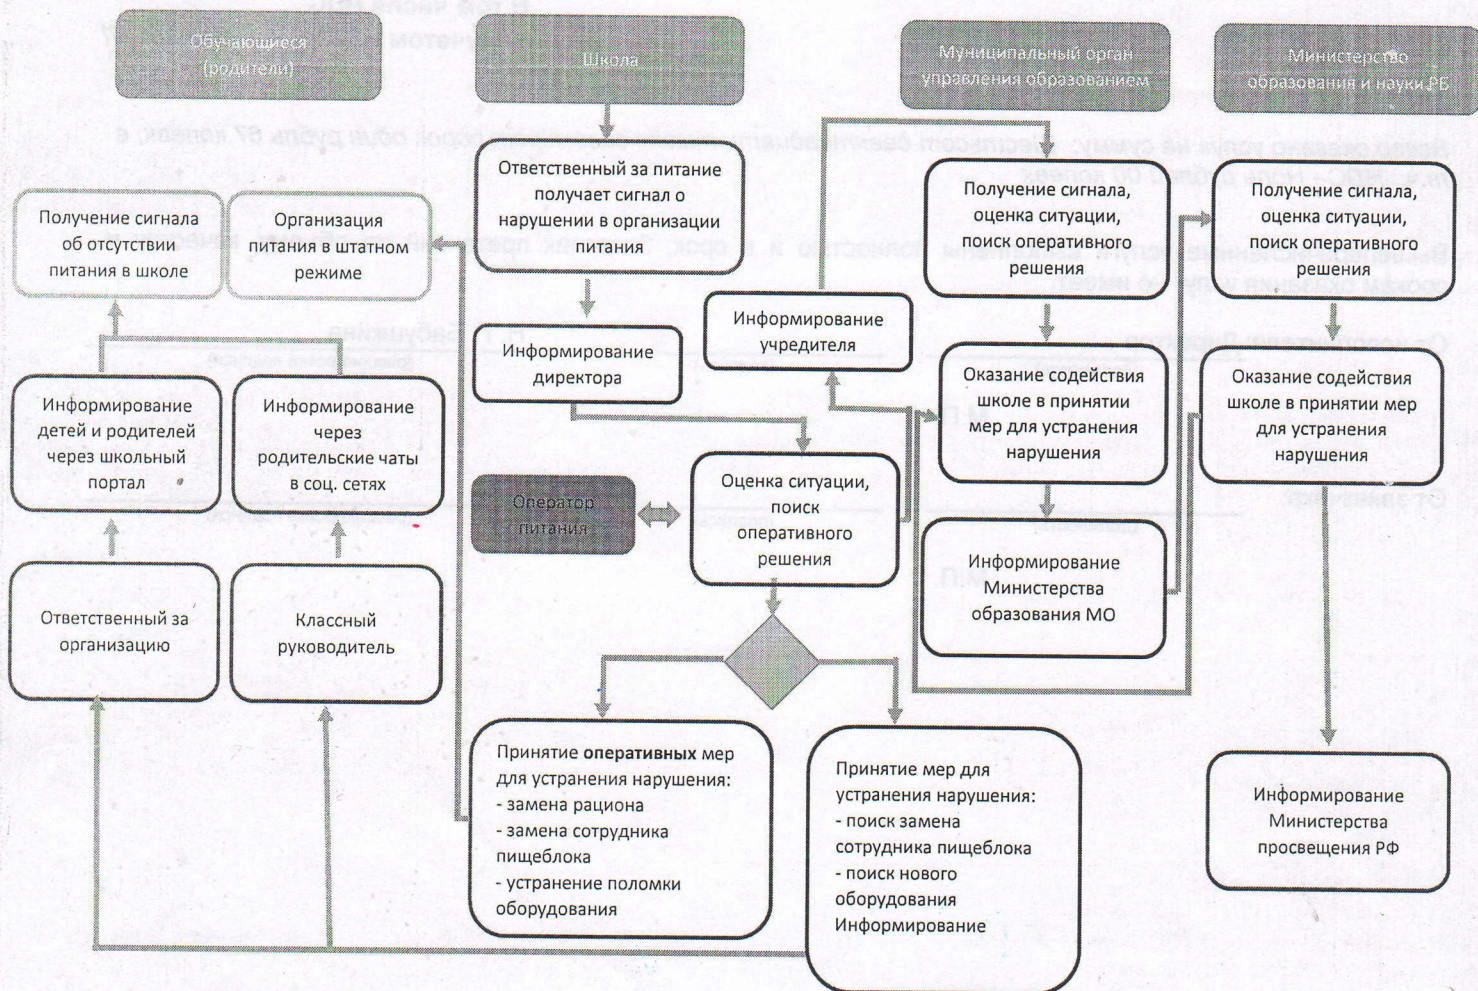 Обучающиеся
(родители)
Школа
Муниципальный орган
управления образованием
Министерство
образования и науки РБ
Ответственный за питание
получает сигнал о
нарушении в организации
питания
Получение сигнала
об отсутствии
питания в школе
Организация
питания в штатном
режиме
Получение сигнала,
оценка ситуации,
поиск оперативного
решения
Получение сигнала,
оценка ситуации,
поиск оперативного
решения
Информирование
директора
Информирование
учредителя
Информирование
детей и родителей
через школьный
портал
Информирование
через
родительские чаты
в соц. сетях
Оказание содействия
школе в принятии
мер для устранения
нарушения
Оказание содействия
школе в принятии мер
для устранения
нарушения
Оператор
питания
Оценка ситуации,
поиск
оперативного
решения
Информирование
Министерства
образования МО
Ответственный за
организацию
Классный
руководитель
Принятие оперативных мер
для устранения нарушения:
- замена рациона
- замена сотрудника
пищеблока
- устранение поломки
оборудования
Принятие мер для
устранения нарушения:
- поиск замена
сотрудника пищеблока
- поиск нового
оборудования
Информирование
Информирование
Министерства
просвещения РФ